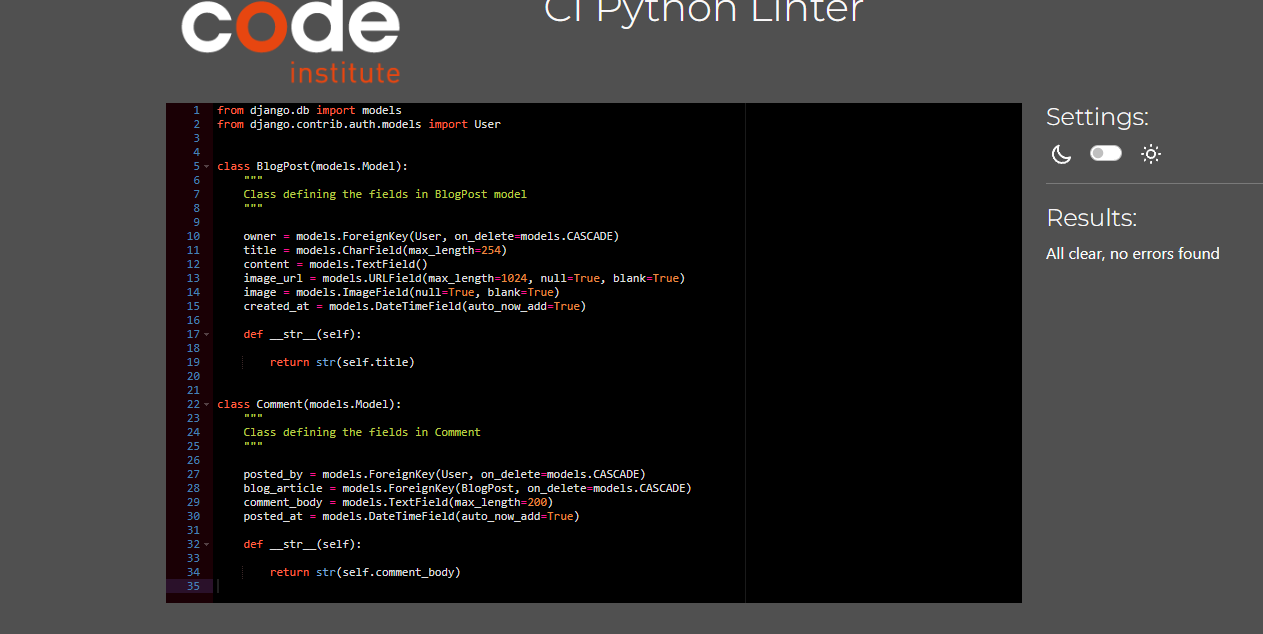 code
institute
CI Python Linter
1 from django.db import models
2 from django.contrib.auth.models import User
3
4
5 class BlogPost(models.Model):
6     """
7     Class defining the fields in BlogPost model
8     """
9
10     owner = models.ForeignKey(User, on_delete=models.CASCADE)
11     title = models.CharField(max_length=254)
12     content = models.TextField()
13     image_url = models.URLField(max_length=1024, null=True, blank=True)
14     image = models.ImageField(null=True, blank=True)
15     created_at = models.DateTimeField(auto_now_add=True)
16
17     def __str__(self):
18
19         return str(self.title)
20
21
22 class Comment(models.Model):
23     """
24     Class defining the fields in Comment
25     """
26
27     posted_by = models.ForeignKey(User, on_delete=models.CASCADE)
28     blog_article = models.ForeignKey(BlogPost, on_delete=models.CASCADE)
29     comment_body = models.TextField(max_length=200)
30     posted_at = models.DateTimeField(auto_now_add=True)
31
32     def __str__(self):
33
34         return str(self.comment_body)
35
Settings:
Results:
All clear, no errors found